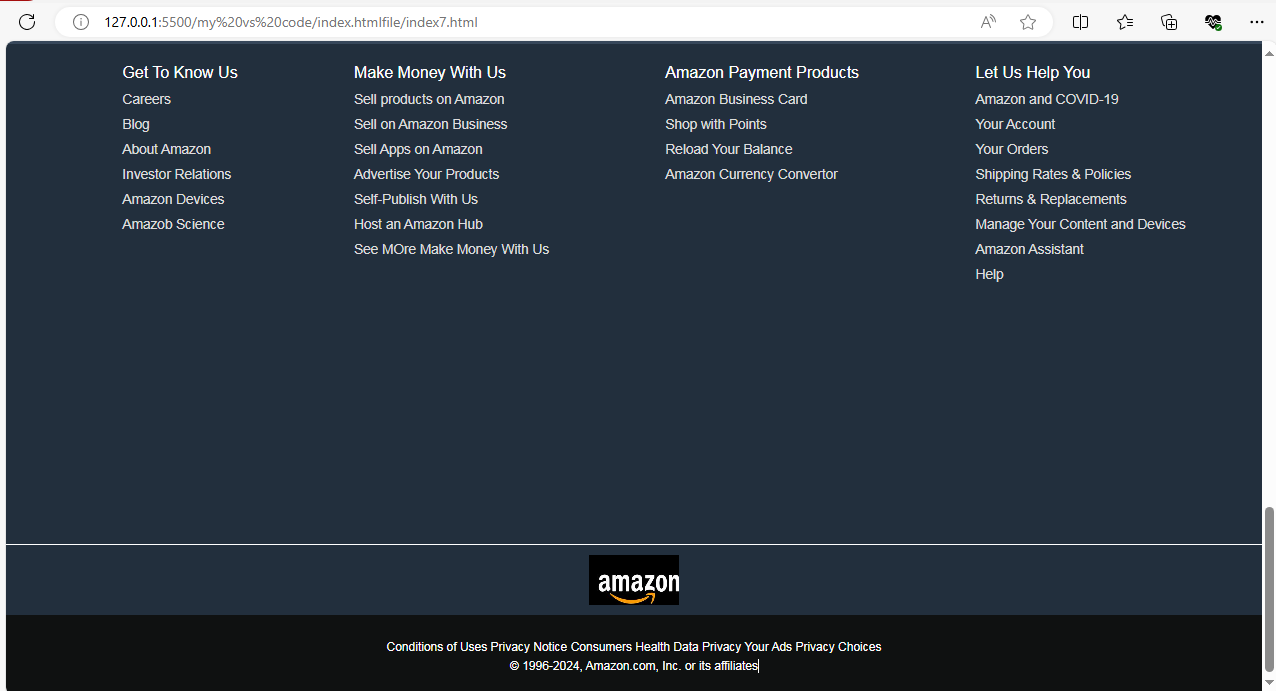 127.0.0.1:5500/my%20vs%20code/index.htmlfile/index7.html
Get To Know Us
Careers
Blog
About Amazon
Investor Relations
Amazon Devices
Amazob Science
Make Money With Us
Sell products on Amazon
Sell on Amazon Business
Sell Apps on Amazon
Advertise Your Products
Self-Publish With Us
Host an Amazon Hub
See MOre Make Money With Us
Amazon Payment Products
Amazon Business Card
Shop with Points
Reload Your Balance
Amazon Currency Convertor
Let Us Help You
Amazon and COVID-19
Your Account
Your Orders
Shipping Rates & Policies
Returns & Replacements
Manage Your Content and Devices
Amazon Assistant
Help
amazon
Conditions of Uses Privacy Notice Consumers Health Data Privacy Your Ads Privacy Choices
© 1996-2024, Amazon.com, Inc. or its affiliates